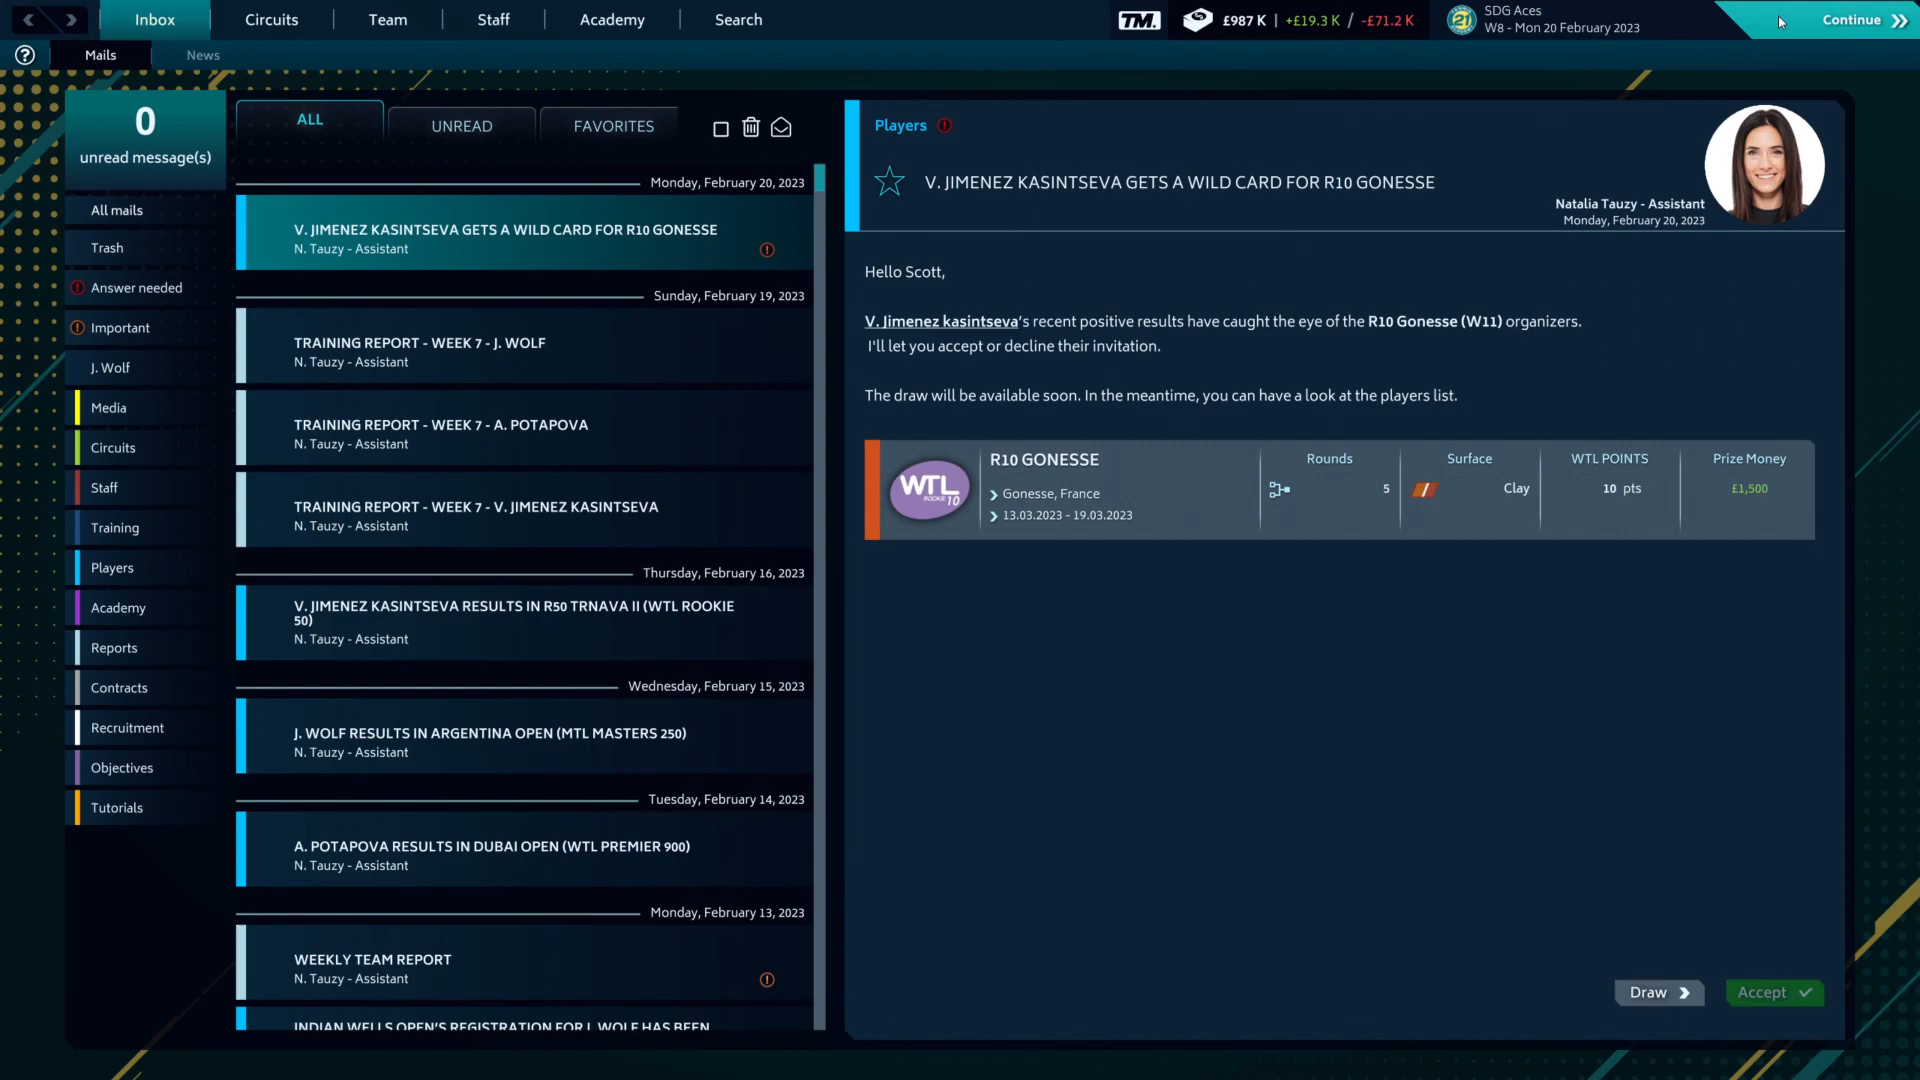 Inbox
Circuits
Team
Staff
Academy
Search
TM.
£987 K | +£19.3 K / -£71.2 K
21
SDG Aces
W8 - Mon 20 February 2023
Continue
?
Mails
News
0
unread message(s)
All mails
Trash
Answer needed
Important
J. Wolf
Media
Circuits
Staff
Training
Players
Academy
Reports
Contracts
Recruitment
Objectives
Tutorials
ALL
UNREAD
FAVORITES
Monday, February 20, 2023
V. JIMENEZ KASINTSEVA GETS A WILD CARD FOR R10 GONESSE
N. Tauzy - Assistant
Sunday, February 19, 2023
TRAINING REPORT - WEEK 7 - J. WOLF
N. Tauzy - Assistant
TRAINING REPORT - WEEK 7 - A. POTAPOVA
N. Tauzy - Assistant
TRAINING REPORT - WEEK 7 - V. JIMENEZ KASINTSEVA
N. Tauzy - Assistant
Thursday, February 16, 2023
V. JIMENEZ KASINTSEVA RESULTS IN R50 TRNAVA II (WTL ROOKIE
50)
N. Tauzy - Assistant
Wednesday, February 15, 2023
J. WOLF RESULTS IN ARGENTINA OPEN (MTL MASTERS 250)
N. Tauzy - Assistant
Tuesday, February 14, 2023
A. POTAPOVA RESULTS IN DUBAI OPEN (WTL PREMIER 900)
N. Tauzy - Assistant
Monday, February 13, 2023
WEEKLY TEAM REPORT
N. Tauzy - Assistant
INDIAN WELLS OPEN'S REGISTRATION FOR J. WOLF HAS BEEN
Players
V. JIMENEZ KASINTSEVA GETS A WILD CARD FOR R10 GONESSE
Natalia Tauzy - Assistant
Monday, February 20, 2023
Hello Scott,
V. Jimenez kasintseva's recent positive results have caught the eye of the R10 Gonesse (W11) organizers.
I'll let you accept or decline their invitation.
The draw will be available soon. In the meantime, you can have a look at the players list.
WTL
ROOKIE 10
R10 GONESSE
Gonesse, France
13.03.2023 - 19.03.2023
Rounds
5
Surface
Clay
WTL POINTS
10 pts
Prize Money
£1,500
Draw
Accept